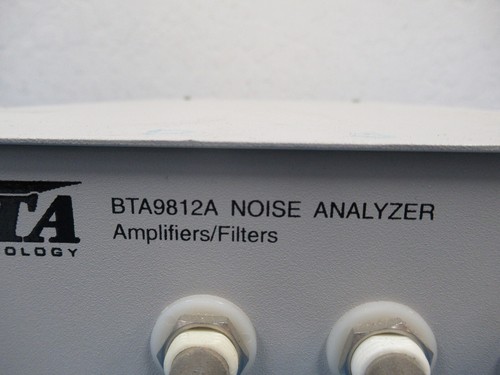 BTA9812A NOISE ANALYZER
Amplifiers/Filters
TA
OLOGY